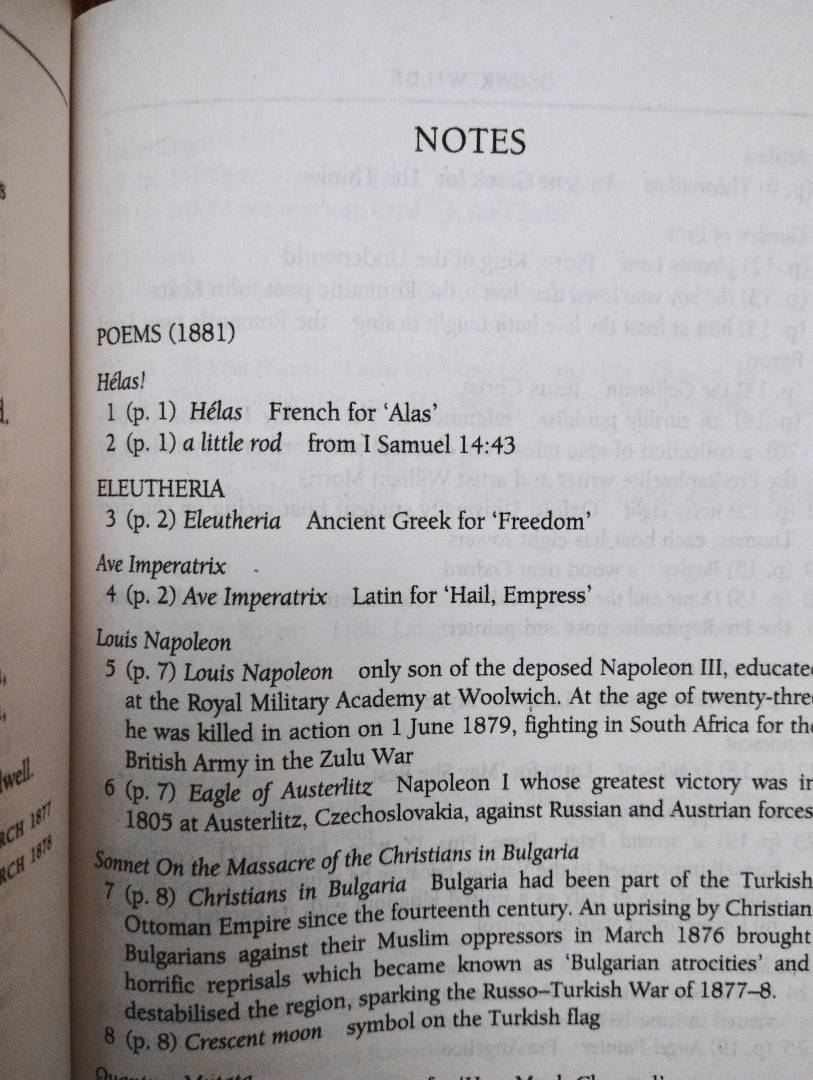 NOTES
POEMS (1881)
Hélas!
1 (p. 1) Hélas French for ‘Alas’
2 (p. 1) a little rod from I Samuel 14:43
ELEUTHERIA
3 (p. 2) Eleutheria Ancient Greek for ‘Freedom’
Ave Imperatrix
4 (p. 2) Ave Imperatrix Latin for ‘Hail, Empress’
Louis Napoleon
5 (p. 7) Louis Napoleon only son of the deposed Napoleon III, educate
at the Royal Military Academy at Woolwich. At the age of twenty-thre
he was killed in action on 1 June 1879, fighting in South Africa for th
British Army in the Zulu War
6 (p. 7) Eagle of Austerlitz Napoleon I whose greatest victory was in
1805 at Austerlitz, Czechoslovakia, against Russian and Austrian forces
Sonnet On the Massacre of the Christians in Bulgaria
7 (p. 8) Christians in Bulgaria Bulgaria had been part of the Turkish
Ottoman Empire since the fourteenth century. An uprising by Christian
Bulgarians against their Muslim oppressors in March 1876 brought
horrific reprisals which became known as ‘Bulgarian atrocities’ and
destabilised the region, sparking the Russo–Turkish War of 1877–8.
8 (p. 8) Crescent moon symbol on the Turkish flag
well.
RCH 1877
RCH 1878